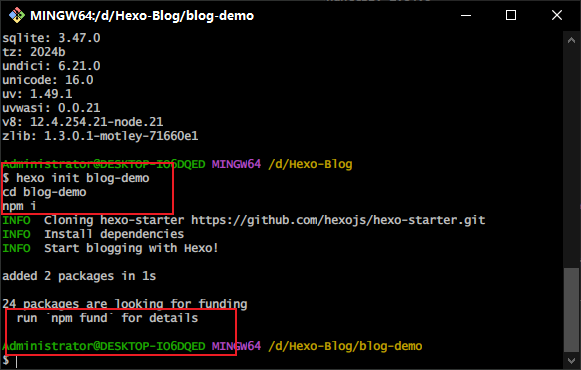 MINGW64:/d/Hexo-Blog/blog-demo
sqlite: 3.47.0
tz: 2024b
undici: 6.21.0
unicode: 16.0
uv: 1.49.1
uvwasi: 0.0.21
v8: 12.4.254.21-node.21
zlib: 1.3.0.1-motley-71660e1
Administrator@DESKTOP-IO6DQED MINGW64 /d/Hexo-Blog
$ hexo init blog-demo
cd blog-demo
npm i
INFO  Cloning hexo-starter https://github.com/hexojs/hexo-starter.git
INFO  Install dependencies
INFO  Start blogging with Hexo!
added 2 packages in 1s
24 packages are looking for funding
  run `npm fund` for details
Administrator@DESKTOP-IO6DQED MINGW64 /d/Hexo-Blog/blog-demo
$